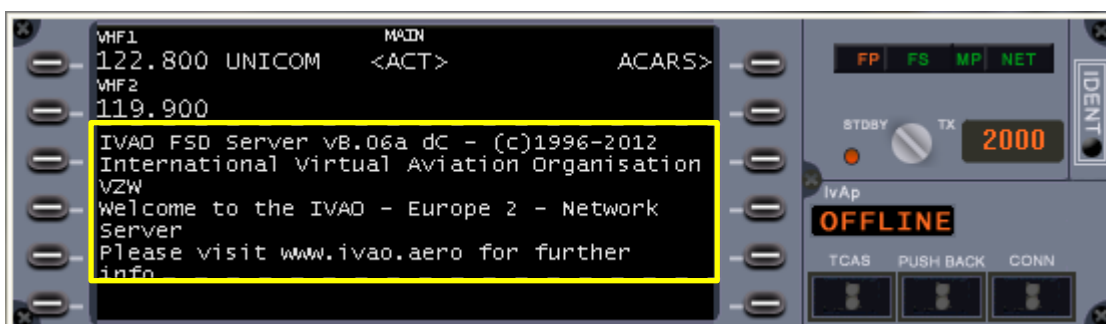 VHF1 MAIN
122.800 UNICOM <ACT> ACARS>
VHF2
119.900
IVAO FSD Server vB.06a dC - (c)1996-2012
International Virtual Aviation Organisation
VZW
Welcome to the IVAO - Europe 2 - Network
Server
Please visit www.ivao.aero for further
info
FP FS MP NET
IDENT
STDBY TX 2000
IvAp
OFFLINE
TCAS PUSH BACK CONN